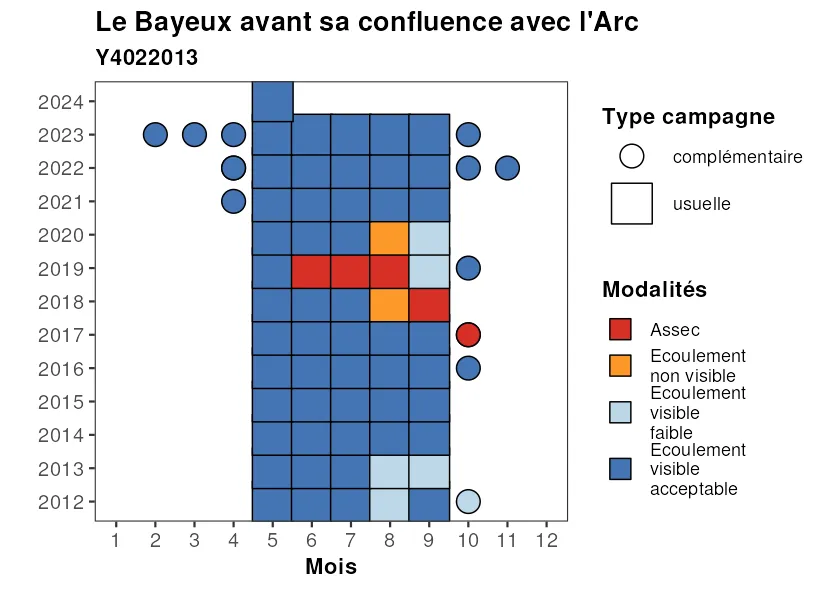 Le Bayeux avant sa confluence avec l'Arc
Y4022013
2024
2023
2022
2021
2020
2019
2018
2017
2016
2015
2014
2013
2012
1 2 3 4 5 6 7 8 9 10 11 12
Mois
Type campagne
complémentaire
usuelle
Modalités
Assec
Ecoulement
non visible
Ecoulement
visible
faible
Ecoulement
visible
acceptable